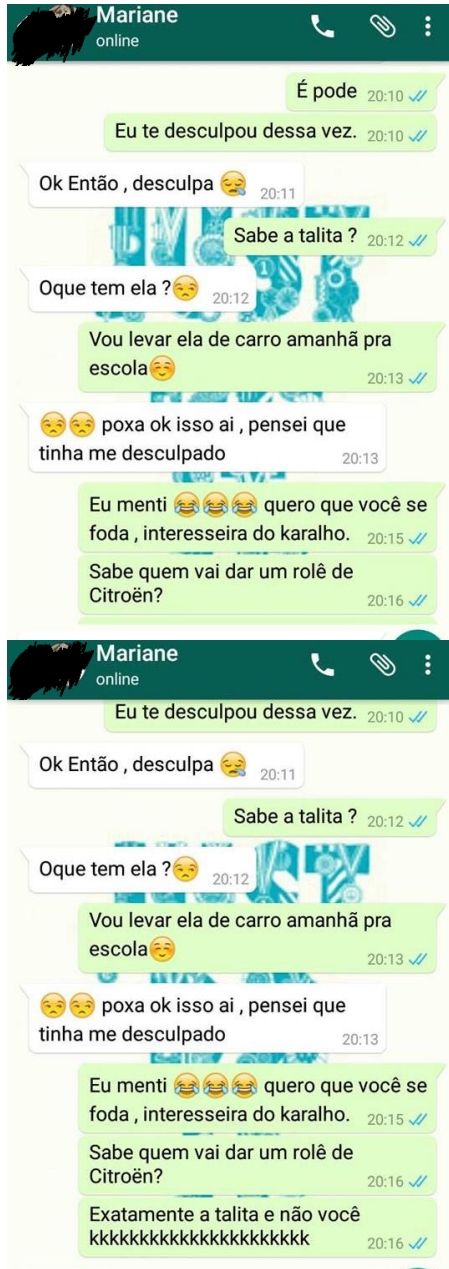 Mariane
online
É pode 20:10
Eu te desculpou dessa vez. 20:10
Ok Então , desculpa 😪 20:11
Sabe a talita ? 20:12
Oque tem ela ?😒 20:12
Vou levar ela de carro amanhã pra
escola☺️ 20:13
😒😒 poxa ok isso ai , pensei que
tinha me desculpado 20:13
Eu menti 😂😂😂 quero que você se
foda , interesseira do karalho. 20:15
Sabe quem vai dar um rolê de
Citroën? 20:16
Mariane
online
Eu te desculpou dessa vez. 20:10
Ok Então , desculpa 😪 20:11
Sabe a talita ? 20:12
Oque tem ela ?😒 20:12
Vou levar ela de carro amanhã pra
escola☺️ 20:13
😒😒 poxa ok isso ai , pensei que
tinha me desculpado 20:13
Eu menti 😂😂😂 quero que você se
foda , interesseira do karalho. 20:15
Sabe quem vai dar um rolê de
Citroën? 20:16
Exatamente a talita e não você
kkkkkkkkkkkkkkkkkkkkkk 20:16